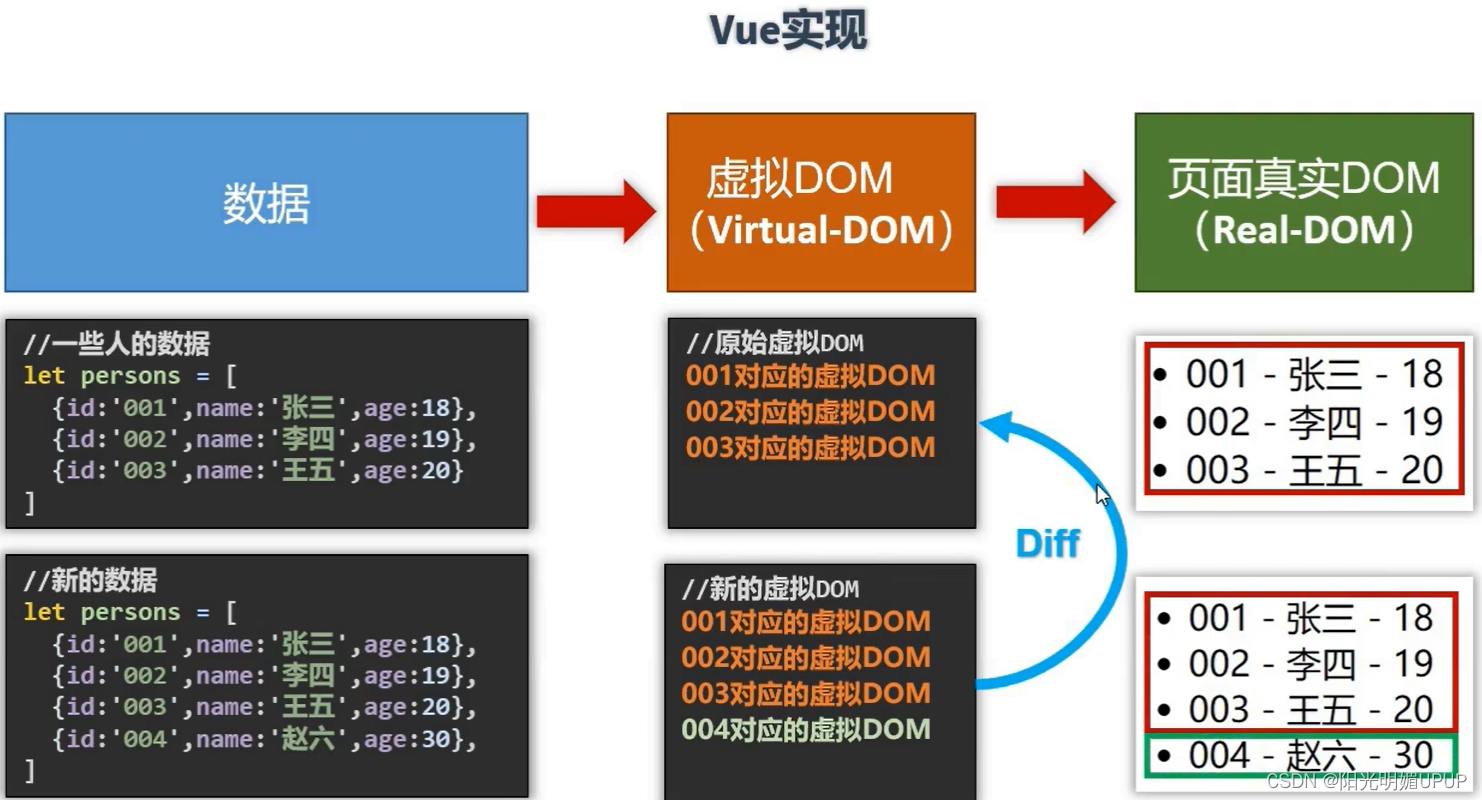 Vue实现
数据
虚拟DOM
（Virtual-DOM）
页面真实DOM
（Real-DOM）
//一些人的数据
let persons = [
{id:'001',name:'张三',age:18},
{id:'002',name:'李四',age:19},
{id:'003',name:'王五',age:20}
]
//原始虚拟DOM
001对应的虚拟DOM
002对应的虚拟DOM
003对应的虚拟DOM
• 001 - 张三 - 18
• 002 - 李四 - 19
• 003 - 王五 - 20
Diff
//新的数据
let persons = [
{id:'001',name:'张三',age:18},
{id:'002',name:'李四',age:19},
{id:'003',name:'王五',age:20},
{id:'004',name:'赵六',age:30},
]
//新的虚拟DOM
001对应的虚拟DOM
002对应的虚拟DOM
003对应的虚拟DOM
004对应的虚拟DOM
• 001 - 张三 - 18
• 002 - 李四 - 19
• 003 - 王五 - 20
• 004 - 赵六 - 30
CSDN @阳光明媚UPUP